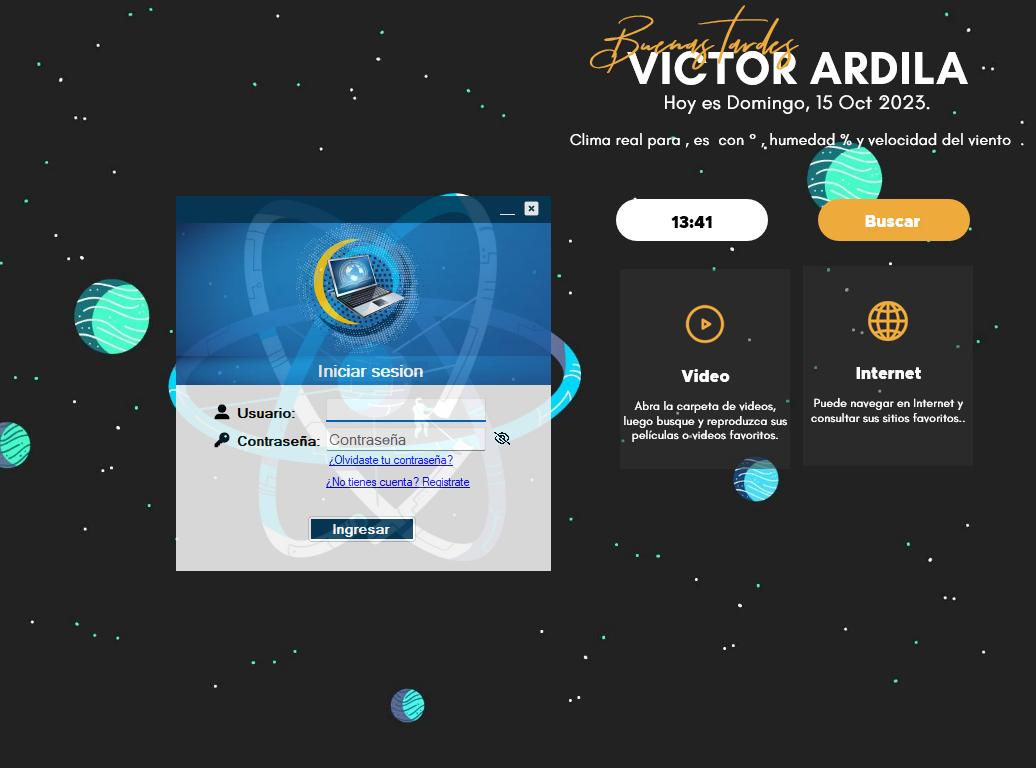 Buenas Tardes
VICTOR ARDILA
Hoy es Domingo, 15 Oct 2023.
Clima real para , es  con ° , humedad % y velocidad del viento  .
13:41
Buscar
Iniciar sesion
Usuario:
Contraseña: Contraseña
¿Olvidaste tu contraseña?
¿No tienes cuenta? Registrate
Ingresar
Video
Abra la carpeta de videos,
luego busque y reproduzca sus
películas o videos favoritos.
Internet
Puede navegar en Internet y
consultar sus sitios favoritos..